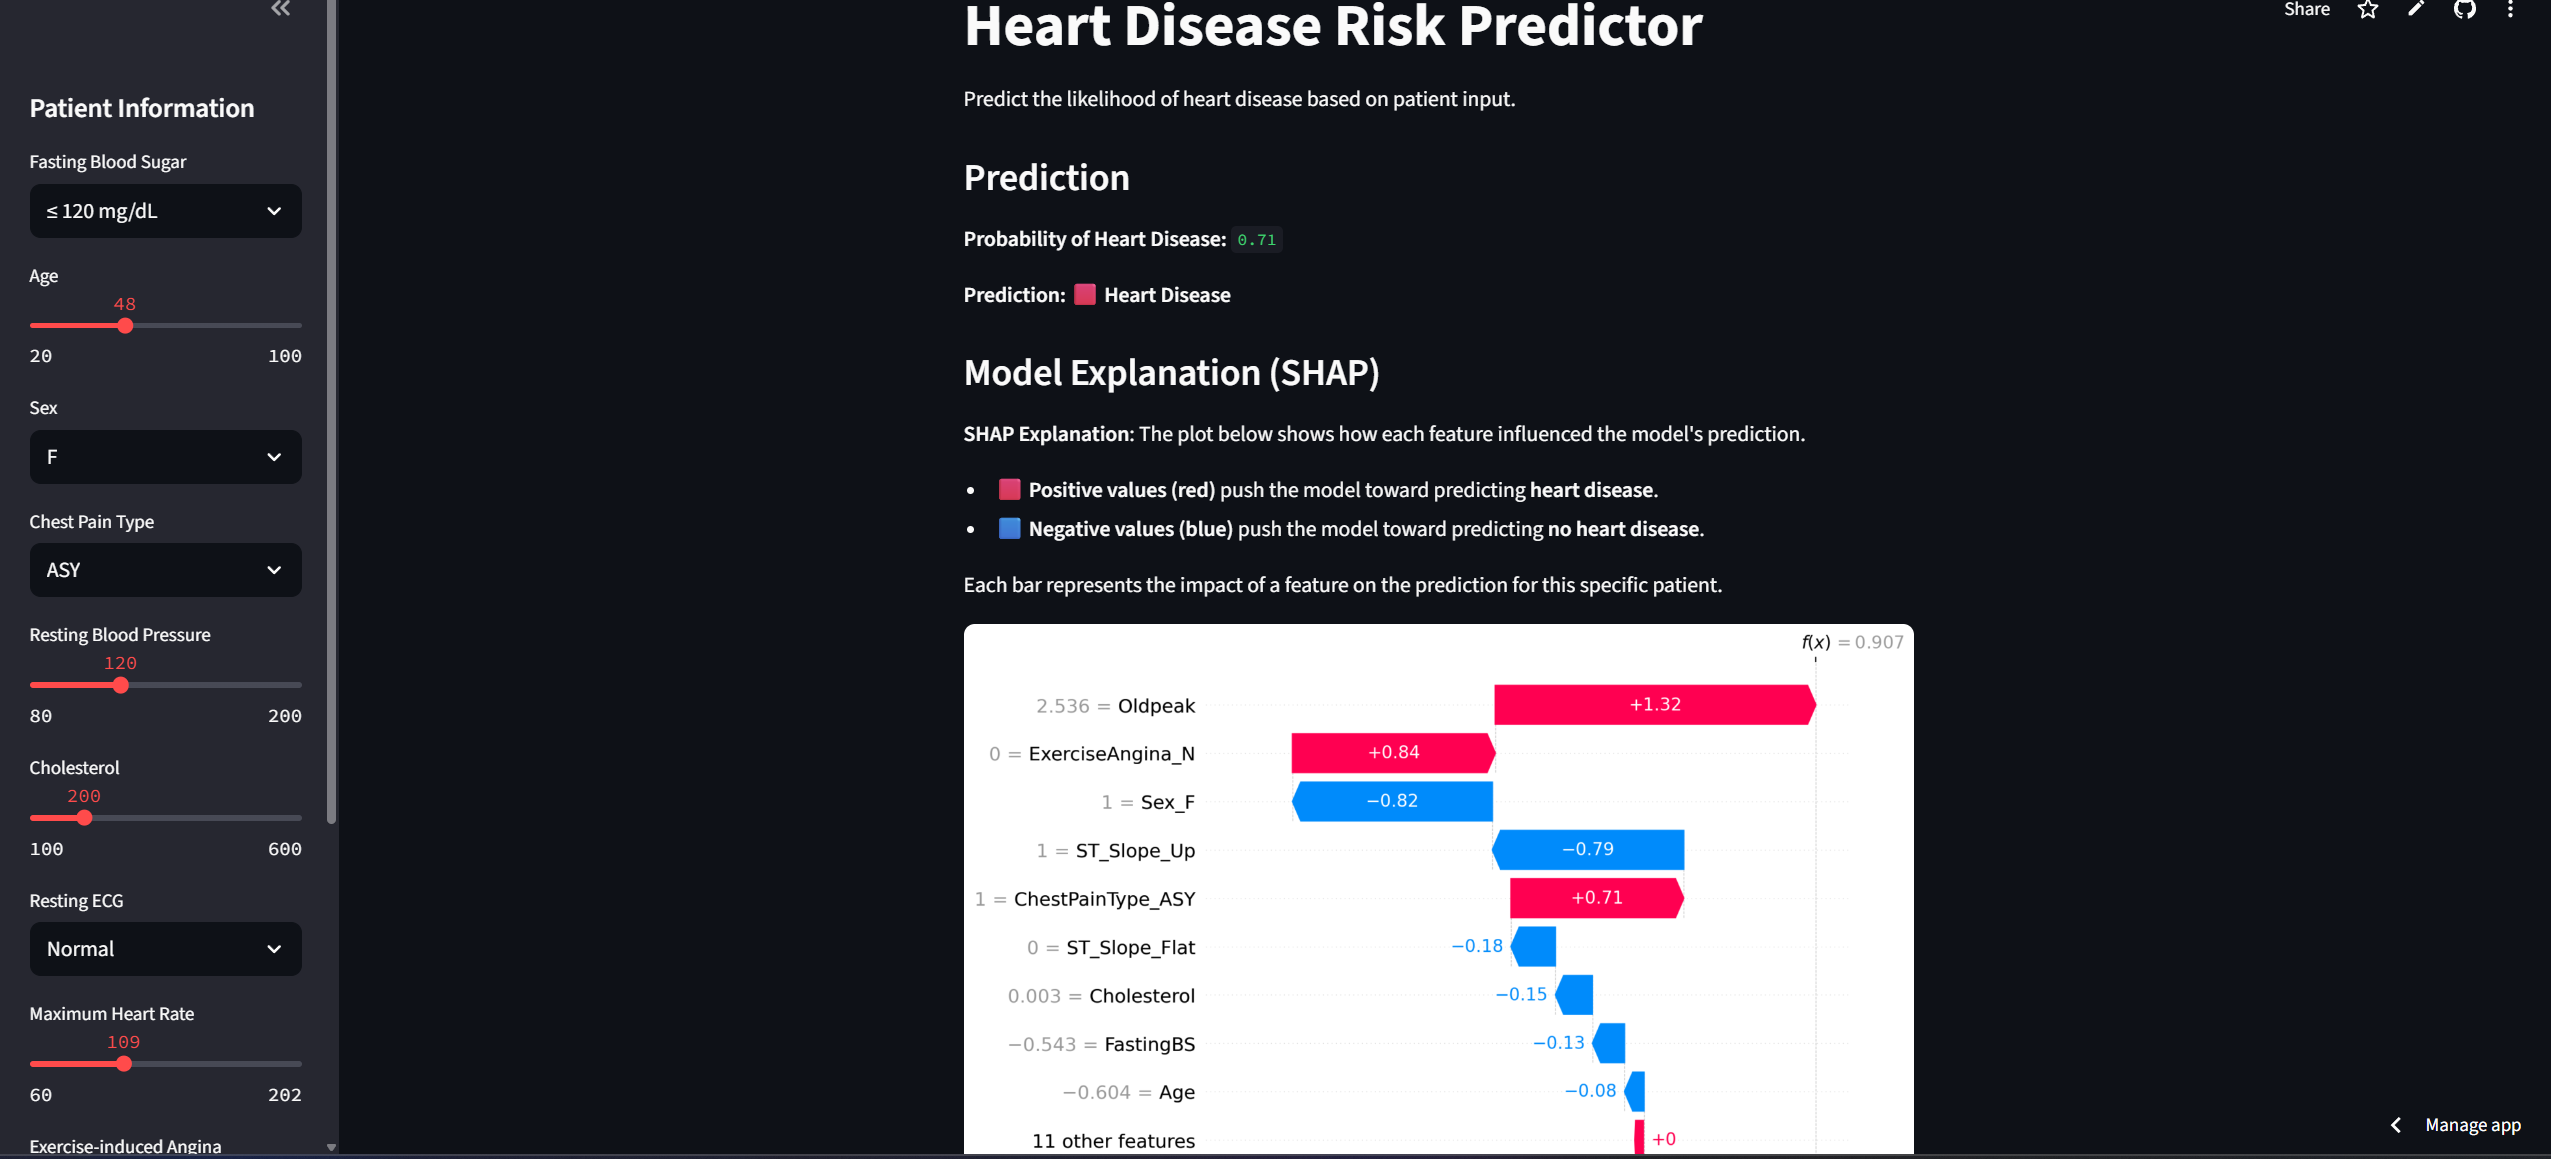 Share
Patient Information
Fasting Blood Sugar
≤ 120 mg/dL
Age
48
20 100
Sex
F
Chest Pain Type
ASY
Resting Blood Pressure
120
80 200
Cholesterol
200
100 600
Resting ECG
Normal
Maximum Heart Rate
109
60 202
Exercise-induced Angina
Heart Disease Risk Predictor
Predict the likelihood of heart disease based on patient input.
Prediction
Probability of Heart Disease: 0.71
Prediction: Heart Disease
Model Explanation (SHAP)
SHAP Explanation: The plot below shows how each feature influenced the model's prediction.
• Positive values (red) push the model toward predicting heart disease.
• Negative values (blue) push the model toward predicting no heart disease.
Each bar represents the impact of a feature on the prediction for this specific patient.
f(x) = 0.907
2.536 = Oldpeak +1.32
0 = ExerciseAngina_N +0.84
1 = Sex_F −0.82
1 = ST_Slope_Up −0.79
1 = ChestPainType_ASY +0.71
0 = ST_Slope_Flat −0.18
0.003 = Cholesterol −0.15
−0.543 = FastingBS −0.13
−0.604 = Age −0.08
11 other features +0
Manage app